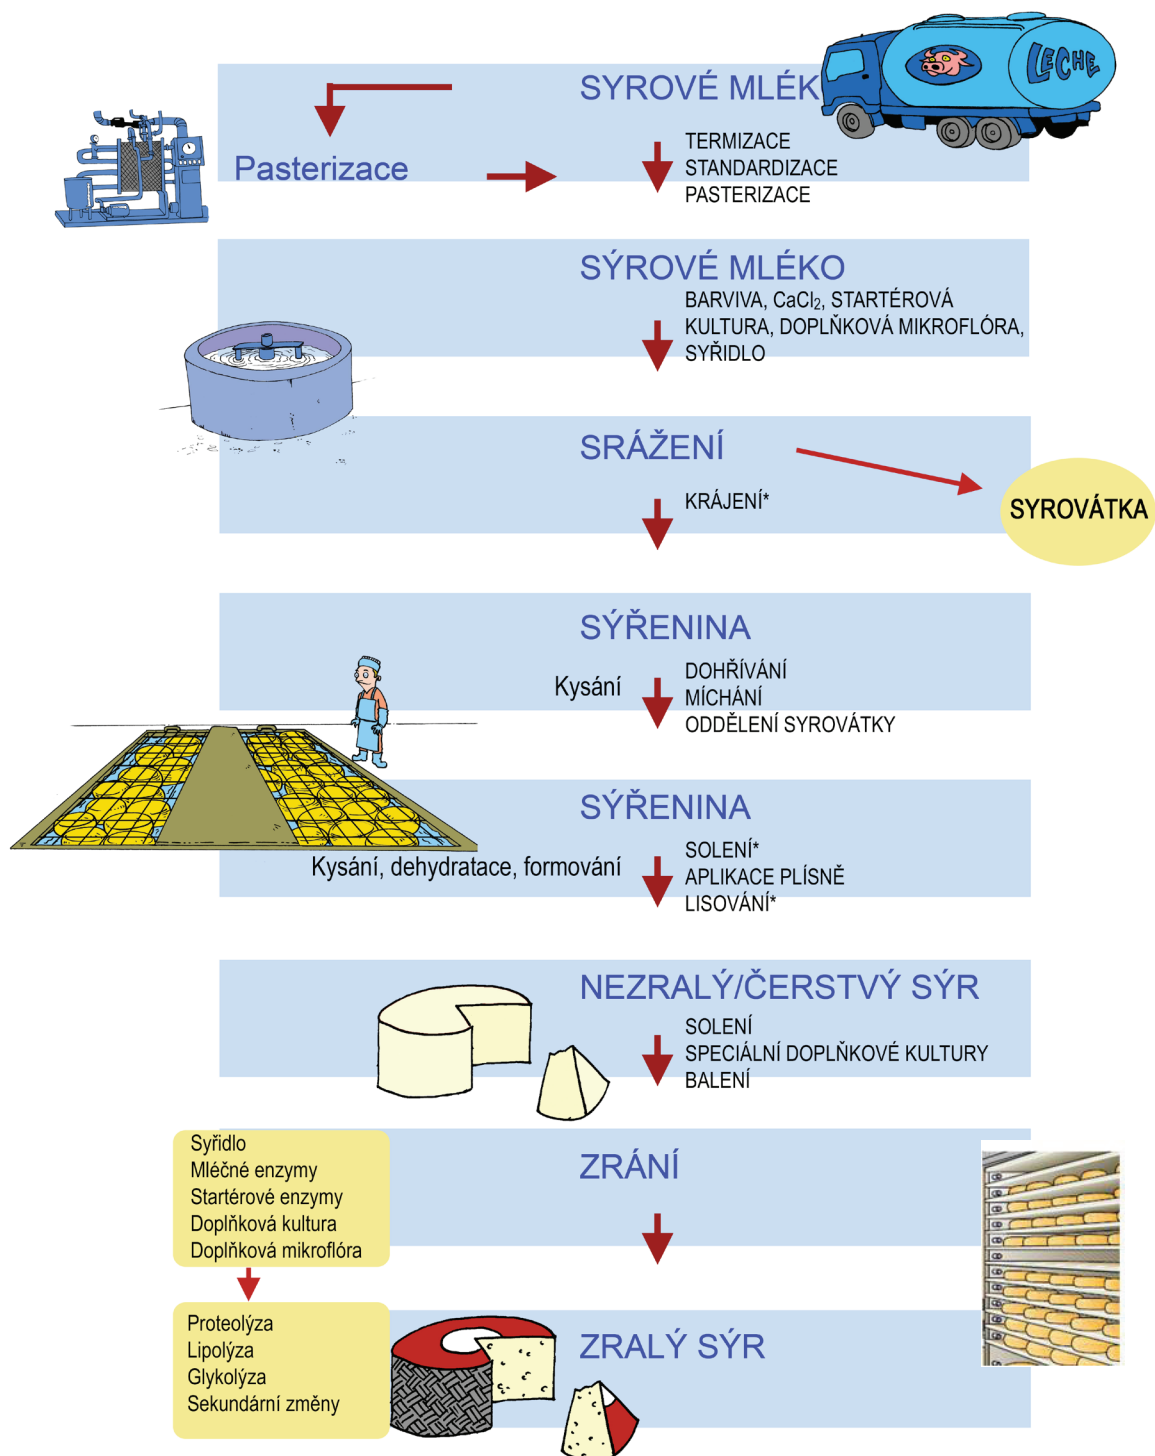 SYROVÉ MLÉK
LECHE
Pasterizace
TERMIZACE
STANDARDIZACE
PASTERIZACE
SÝROVÉ MLÉKO
BARVIVA, CaCl₂, STARTÉROVÁ
KULTURA, DOPLŇKOVÁ MIKROFLÓRA,
SYŘIDLO
SRÁŽENÍ
KRÁJENÍ*
SYROVÁTKA
SÝŘENINA
Kysání
DOHŘÍVÁNÍ
MÍCHÁNÍ
ODDĚLENÍ SYROVÁTKY
SÝŘENINA
Kysání, dehydratace, formování
SOLENÍ*
APLIKACE PLÍSNĚ
LISOVÁNÍ*
NEZRALÝ/ČERSTVÝ SÝR
SOLENÍ
SPECIÁLNÍ DOPLŇKOVÉ KULTURY
BALENÍ
ZRÁNÍ
Syřidlo
Mléčné enzymy
Startérové enzymy
Doplňková kultura
Doplňková mikroflóra
Proteolýza
Lipolýza
Glykolýza
Sekundární změny
ZRALÝ SÝR